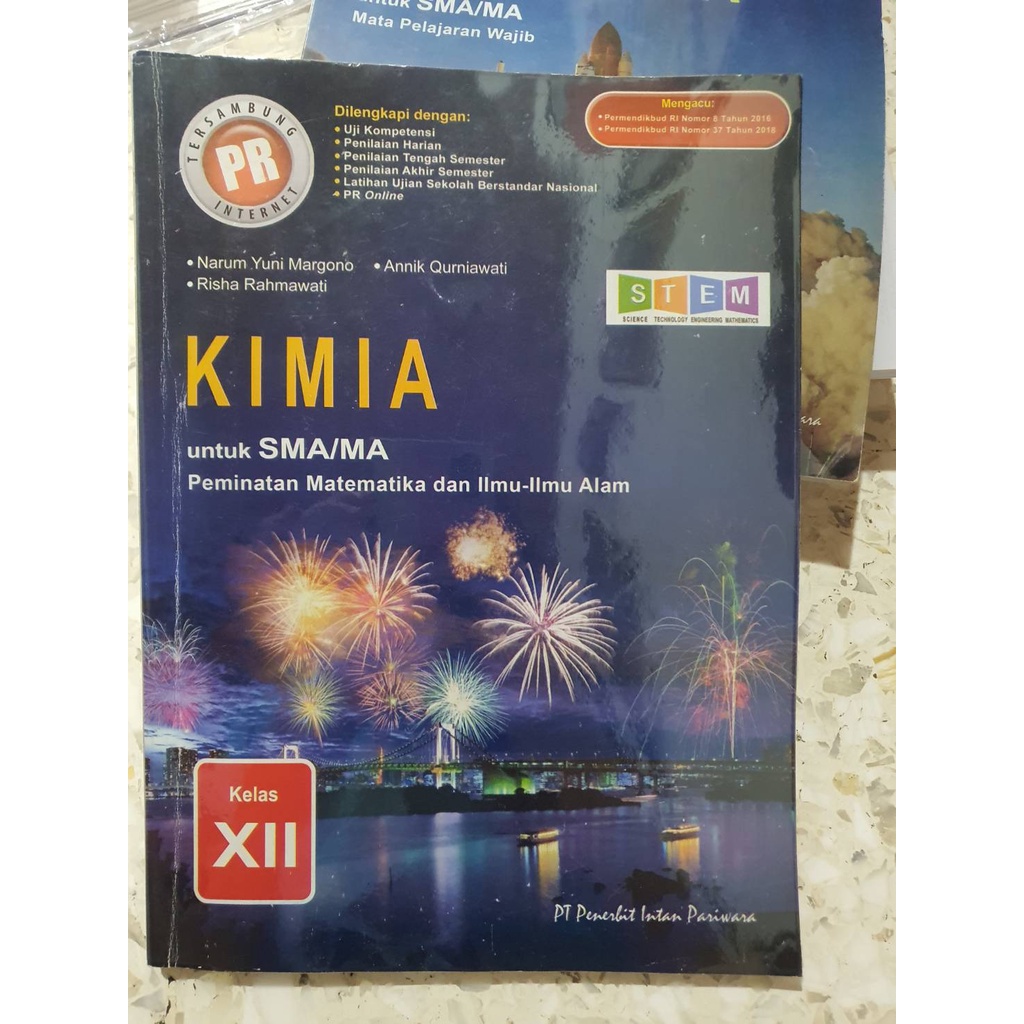 untuk SMA/MA
Mata Pelajaran Wajib
TERSAMBUNG
PR
INTERNET
Dilengkapi dengan:
• Uji Kompetensi
• Penilaian Harian
• Penilaian Tengah Semester
• Penilaian Akhir Semester
• Latihan Ujian Sekolah Berstandar Nasional
• PR Online
Mengacu:
• Permendikbud RI Nomor 8 Tahun 2016
• Permendikbud RI Nomor 37 Tahun 2018
• Narum Yuni Margono • Annik Qurniawati
• Risha Rahmawati
STEM
SCIENCE TECHNOLOGY ENGINEERING MATHEMATICS
KIMIA
untuk SMA/MA
Peminatan Matematika dan Ilmu-Ilmu Alam
Kelas
XII
PT Penerbit Intan Pariwara